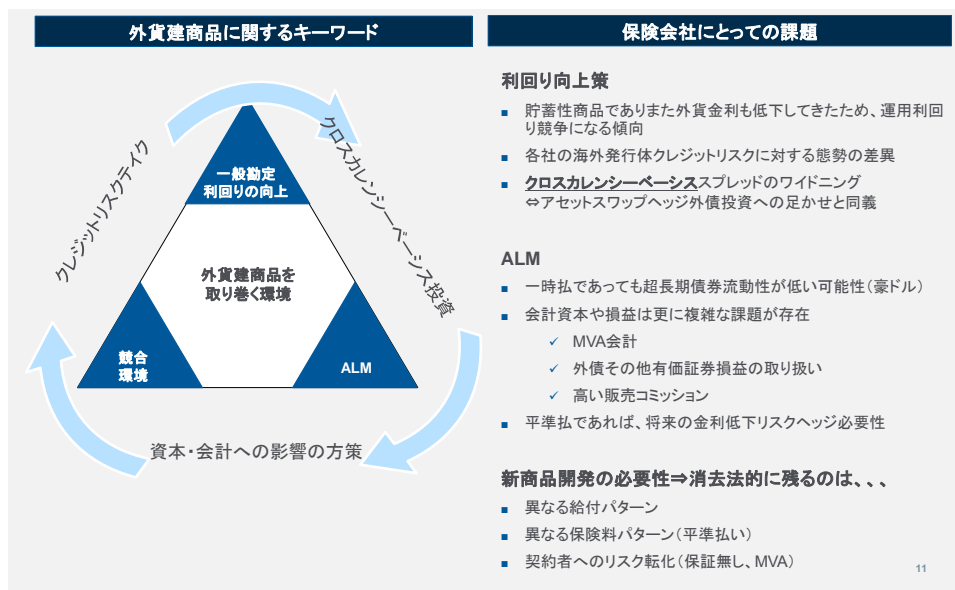 外貨建商品に関するキーワード
クレジットリスクテイク
クロスカレンシーベーシス投資
一般勘定
利回りの向上
外貨建商品を
取り巻く環境
競合
環境
ALM
資本・会計への影響の方策
保険会社にとっての課題
利回り向上策
■ 貯蓄性商品でありまた外貨金利も低下してきたため、運用利回
り競争になる傾向
■ 各社の海外発行体クレジットリスクに対する態勢の差異
■ クロスカレンシーベーシススプレッドのワイドニング
⇔アセットスワップヘッジ外債投資への足かせと同義
ALM
■ 一時払であっても超長期債券流動性が低い可能性(豪ドル)
■ 会計資本や損益は更に複雑な課題が存在
✓ MVA会計
✓ 外債その他有価証券損益の取り扱い
✓ 高い販売コミッション
■ 平準払であれば、将来の金利低下リスクヘッジ必要性
新商品開発の必要性⇒消去法的に残るのは、、、
■ 異なる給付パターン
■ 異なる保険料パターン(平準払い)
■ 契約者へのリスク転化(保証無し、MVA)
11